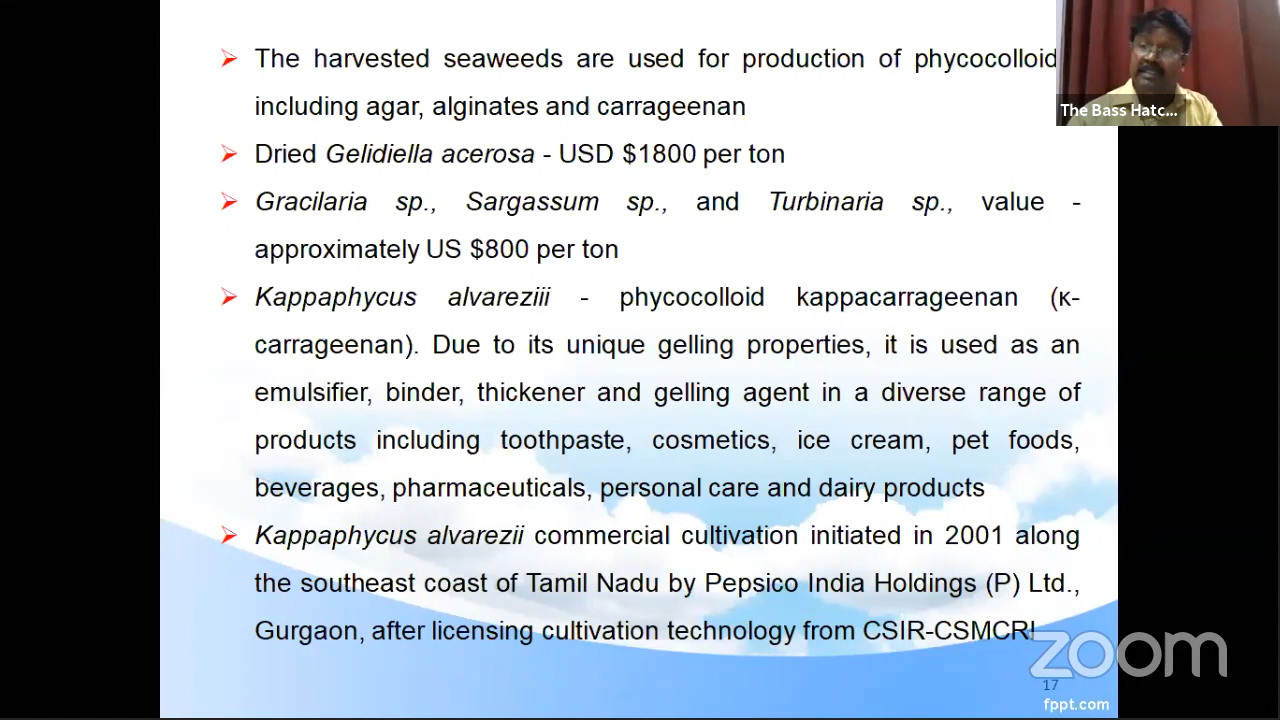 The harvested seaweeds are used for production of phycocolloid
including agar, alginates and carrageenan
Dried Gelidiella acerosa - USD $1800 per ton
Gracilaria sp., Sargassum sp., and Turbinaria sp., value -
approximately US $800 per ton
Kappaphycus alvareziii - phycocolloid kappacarrageenan (κ-
carrageenan). Due to its unique gelling properties, it is used as an
emulsifier, binder, thickener and gelling agent in a diverse range of
products including toothpaste, cosmetics, ice cream, pet foods,
beverages, pharmaceuticals, personal care and dairy products
Kappaphycus alvarezii commercial cultivation initiated in 2001 along
the southeast coast of Tamil Nadu by Pepsico India Holdings (P) Ltd.,
Gurgaon, after licensing cultivation technology from CSIR-CSMCRI
The Bass Hatc...
zoom
17
fppt.com